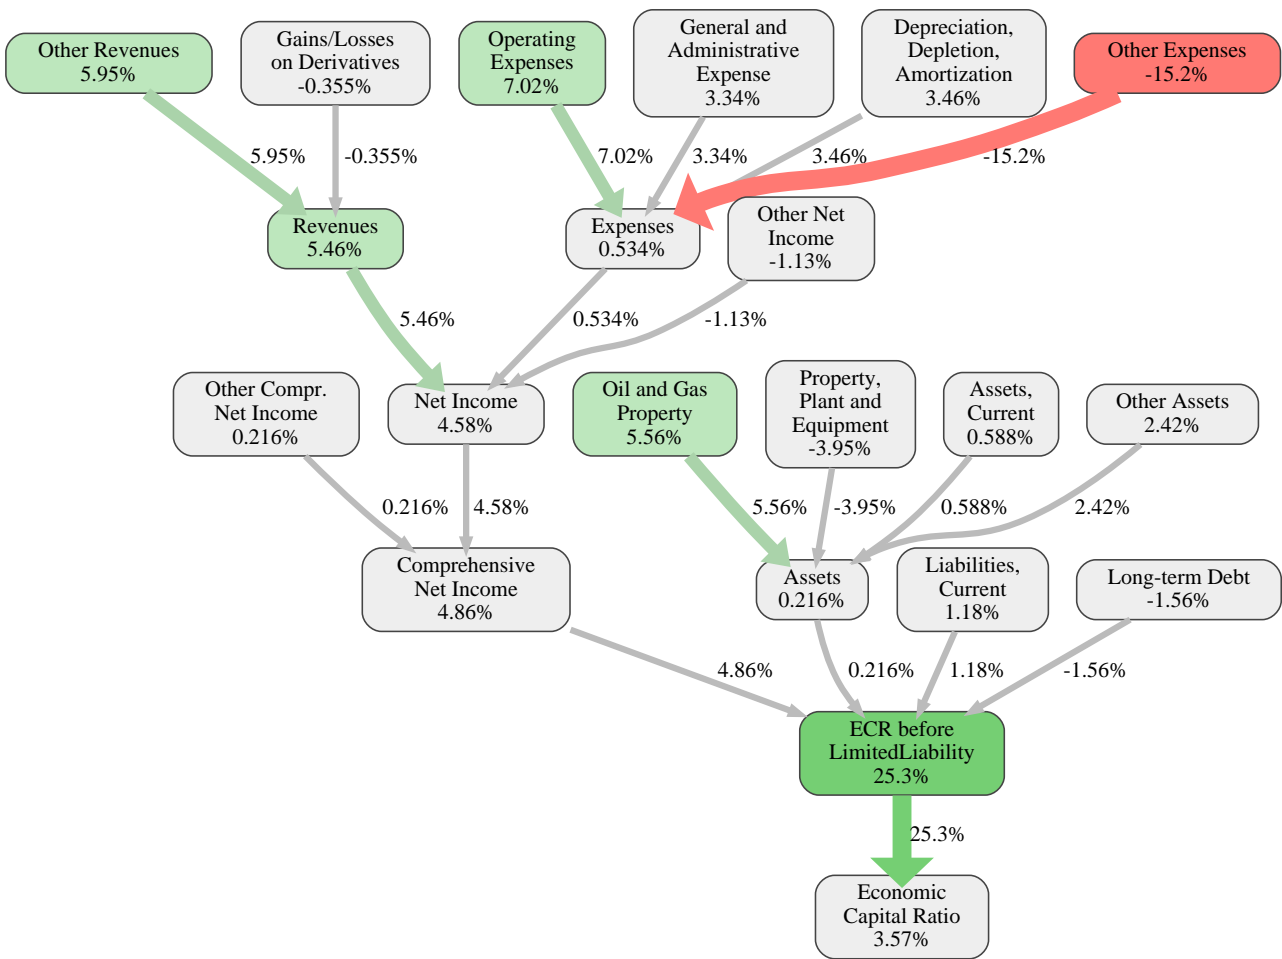 Other Revenues
5.95%
Gains/Losses
on Derivatives
-0.355%
Operating
Expenses
7.02%
General and
Administrative
Expense
3.34%
Depreciation,
Depletion,
Amortization
3.46%
Other Expenses
-15.2%
5.95%
-0.355%
7.02%
3.34%
3.46%
-15.2%
Revenues
5.46%
Expenses
0.534%
Other Net
Income
-1.13%
5.46%
0.534%
-1.13%
Other Compr.
Net Income
0.216%
Net Income
4.58%
Oil and Gas
Property
5.56%
Property,
Plant and
Equipment
-3.95%
Assets,
Current
0.588%
Other Assets
2.42%
0.216%
4.58%
5.56%
-3.95%
0.588%
2.42%
Comprehensive
Net Income
4.86%
Assets
0.216%
Liabilities,
Current
1.18%
Long-term Debt
-1.56%
4.86%
0.216%
1.18%
-1.56%
ECR before
LimitedLiability
25.3%
25.3%
Economic
Capital Ratio
3.57%